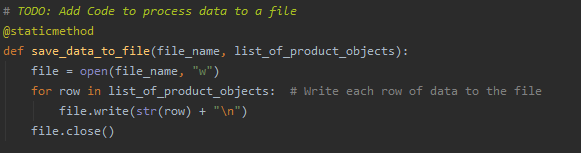 # TODO: Add Code to process data to a file
@staticmethod
def save_data_to_file(file_name, list_of_product_objects):
    file = open(file_name, "w")
    for row in list_of_product_objects:  # Write each row of data to the file
        file.write(str(row) + "\n")
    file.close()